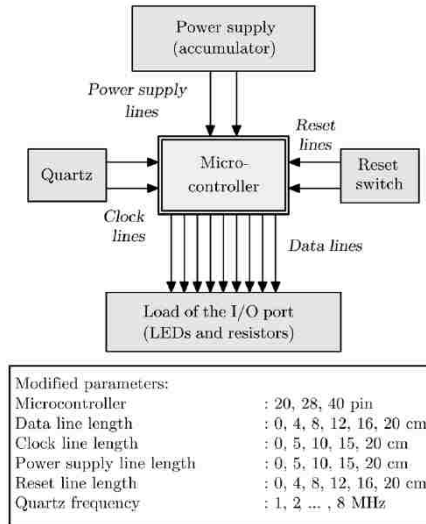 Power supply
(accumulator)
Power supply
lines
Reset
lines
Quartz
Micro-
controller
Reset
switch
Clock
lines
Data lines
Load of the I/O port
(LEDs and resistors)
Modified parameters:
Microcontroller : 20, 28, 40 pin
Data line length : 0, 4, 8, 12, 16, 20 cm
Clock line length : 0, 5, 10, 15, 20 cm
Power supply line length : 0, 5, 10, 15, 20 cm
Reset line length : 0, 4, 8, 12, 16, 20 cm
Quartz frequency : 1, 2 ... , 8 MHz